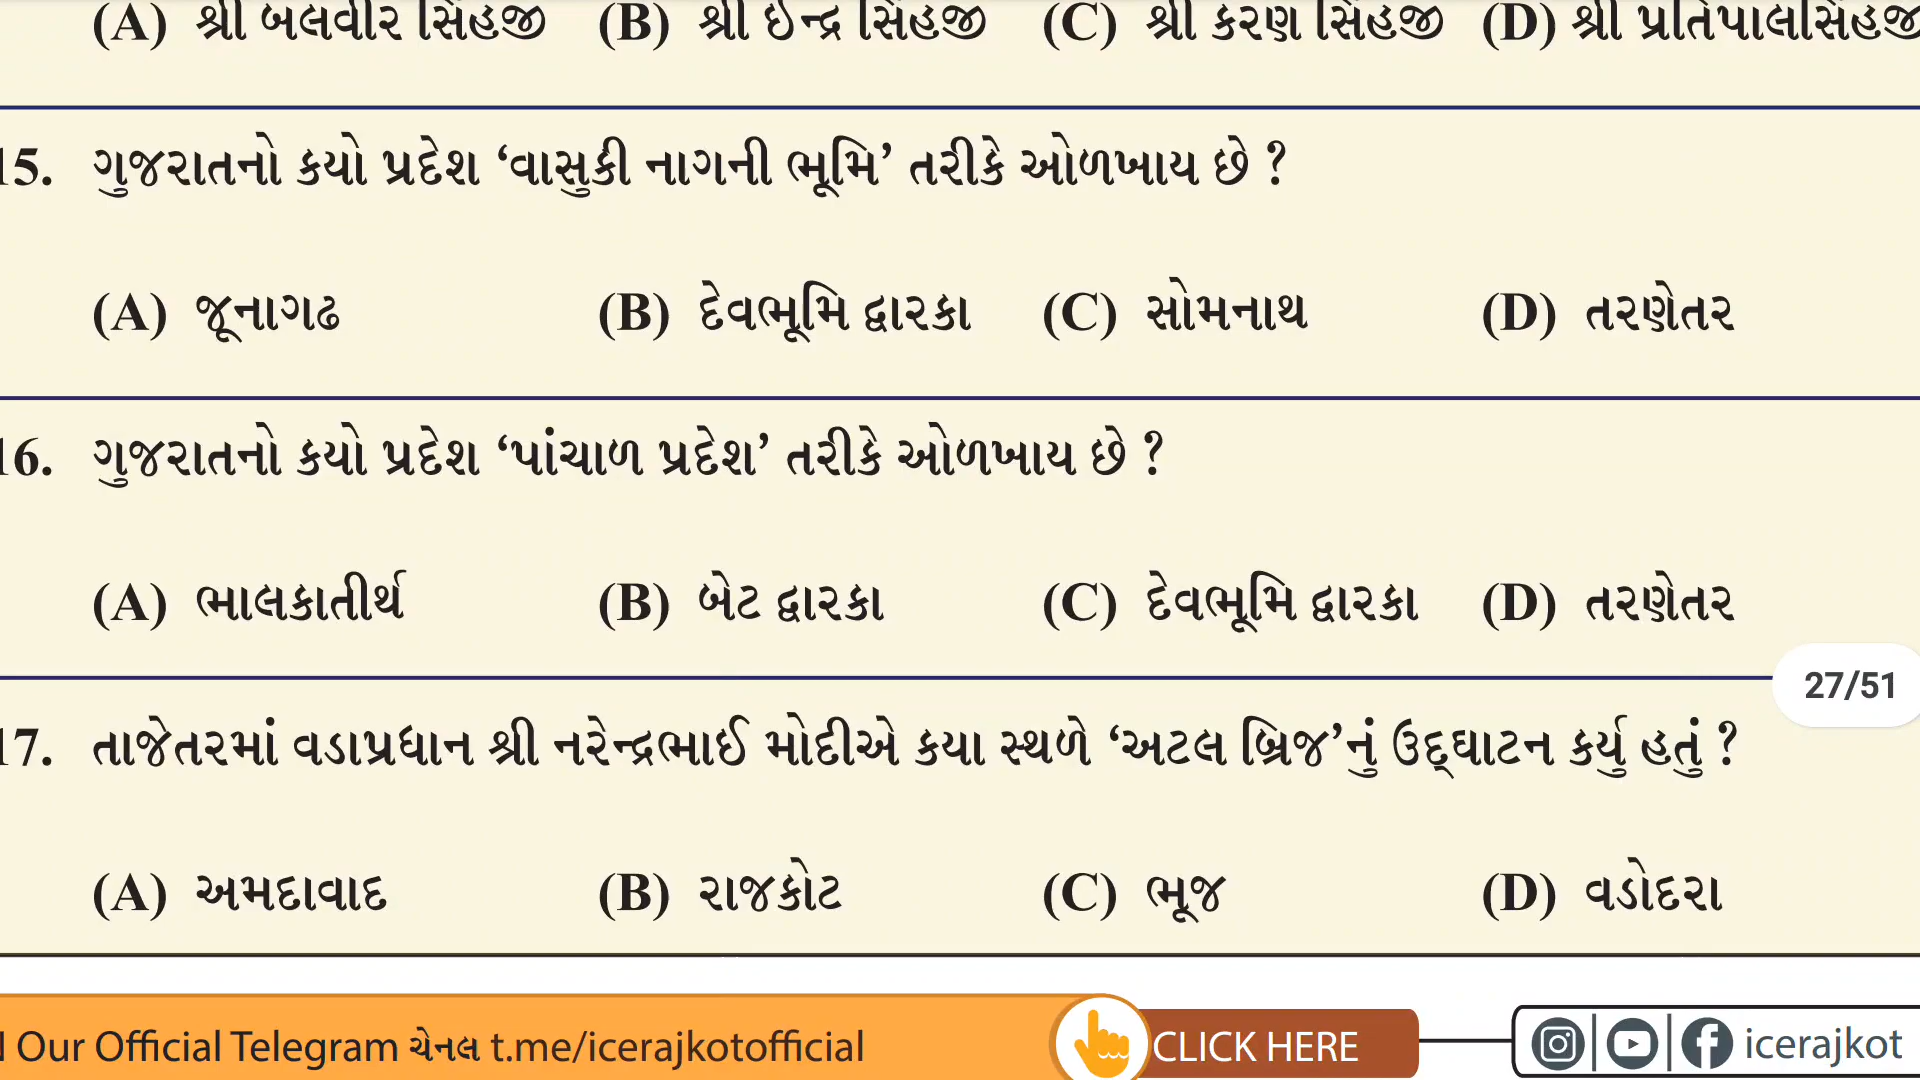 (A) શ્રી બલવીર સિંહજી (B) શ્રી ઈન્દ્ર સિંહજી (C) શ્રી કરણ સિંહજી (D) શ્રી પ્રતિપાલસિંહજી
15. ગુજરાતનો કયો પ્રદેશ ‘વાસુકી નાગની ભૂમિ’ તરીકે ઓળખાય છે ?
(A) જૂનાગઢ (B) દેવભૂમિ દ્વારકા (C) સોમનાથ (D) તરણેતર
16. ગુજરાતનો કયો પ્રદેશ ‘પાંચાળ પ્રદેશ’ તરીકે ઓળખાય છે ?
(A) ભાલકાતીર્થ (B) બેટ દ્વારકા (C) દેવભૂમિ દ્વારકા (D) તરણેતર
27/51
17. તાજેતરમાં વડાપ્રધાન શ્રી નરેન્દ્રભાઈ મોદીએ કયા સ્થળે ‘અટલ બ્રિજ’નું ઉદ્‌ઘાટન કર્યુ હતું ?
(A) અમદાવાદ (B) રાજકોટ (C) ભૂજ (D) વડોદરા
Our Official Telegram ચેનલ t.me/icerajkotofficial CLICK HERE icerajkot